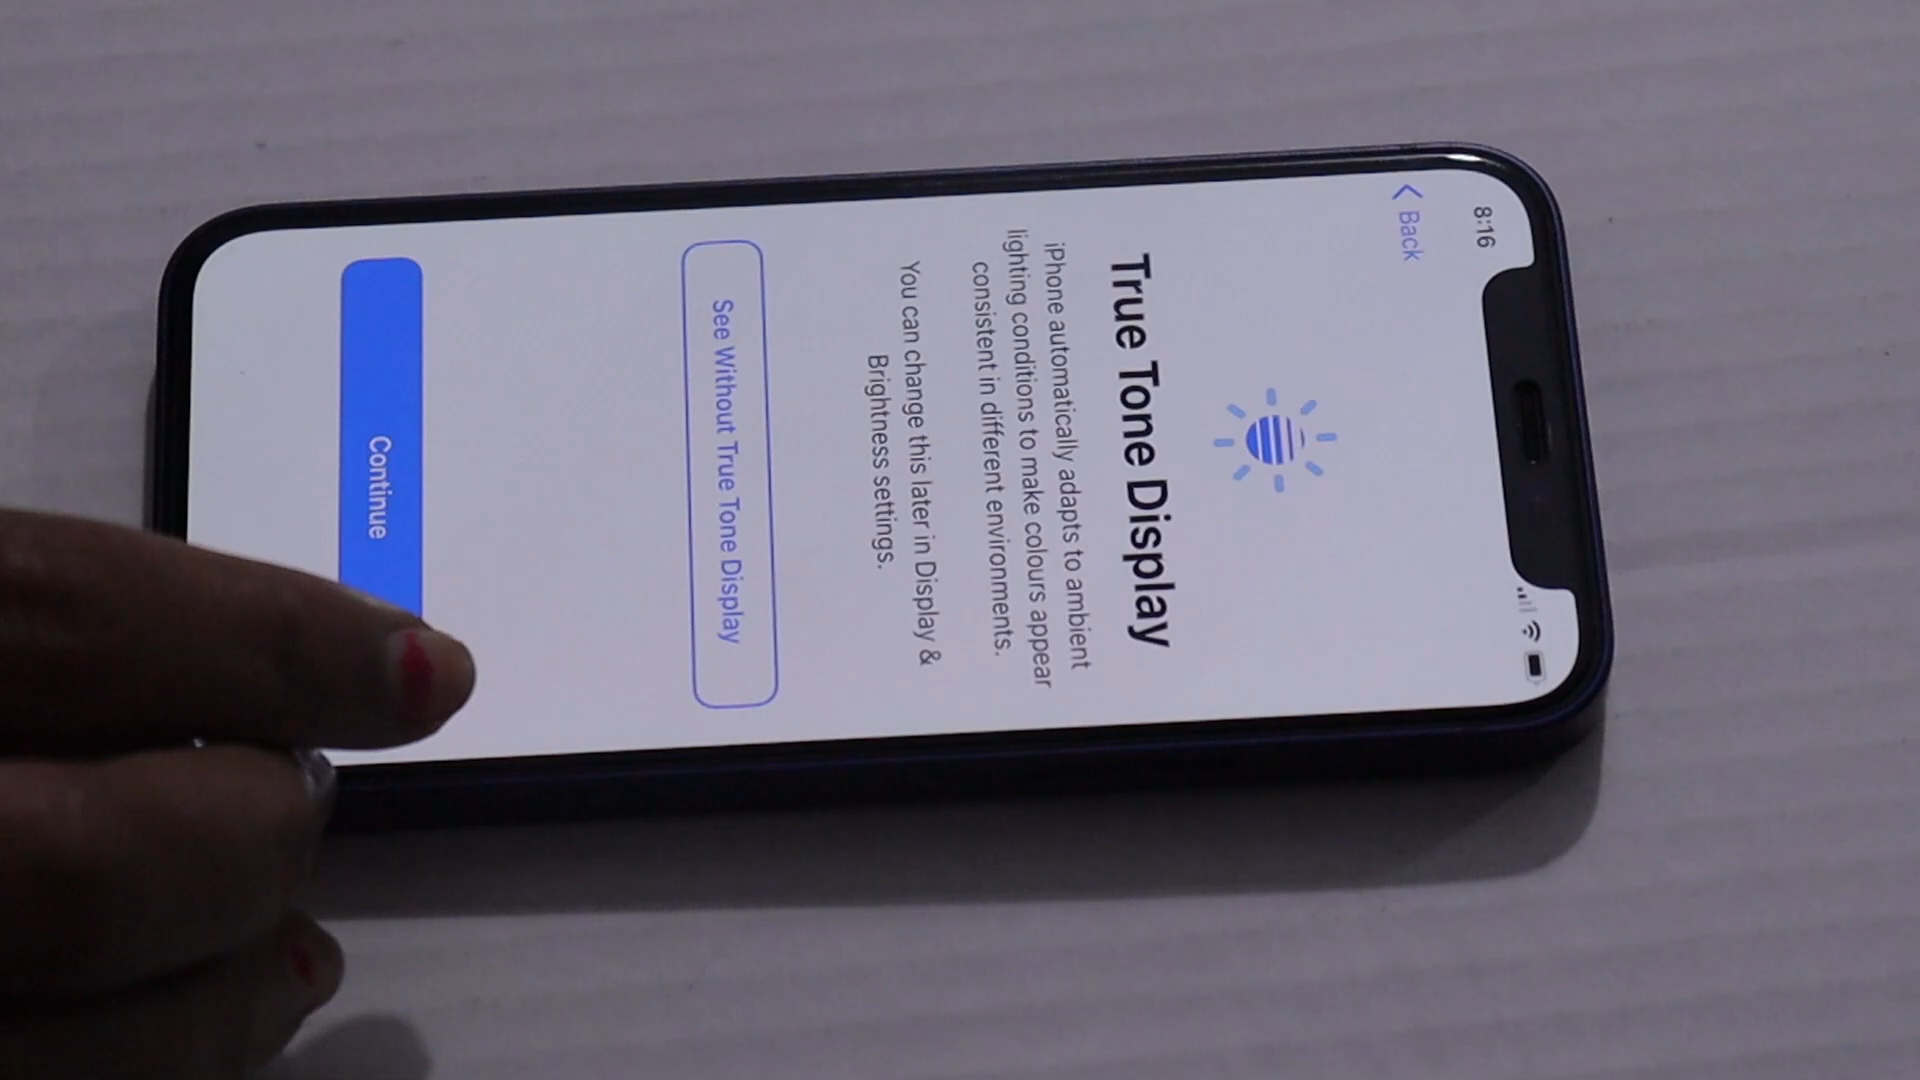 8:16
Back
True Tone Display
iPhone automatically adapts to ambient
lighting conditions to make colours appear
consistent in different environments.
You can change this later in Display &
Brightness settings.
See Without True Tone Display
Continue